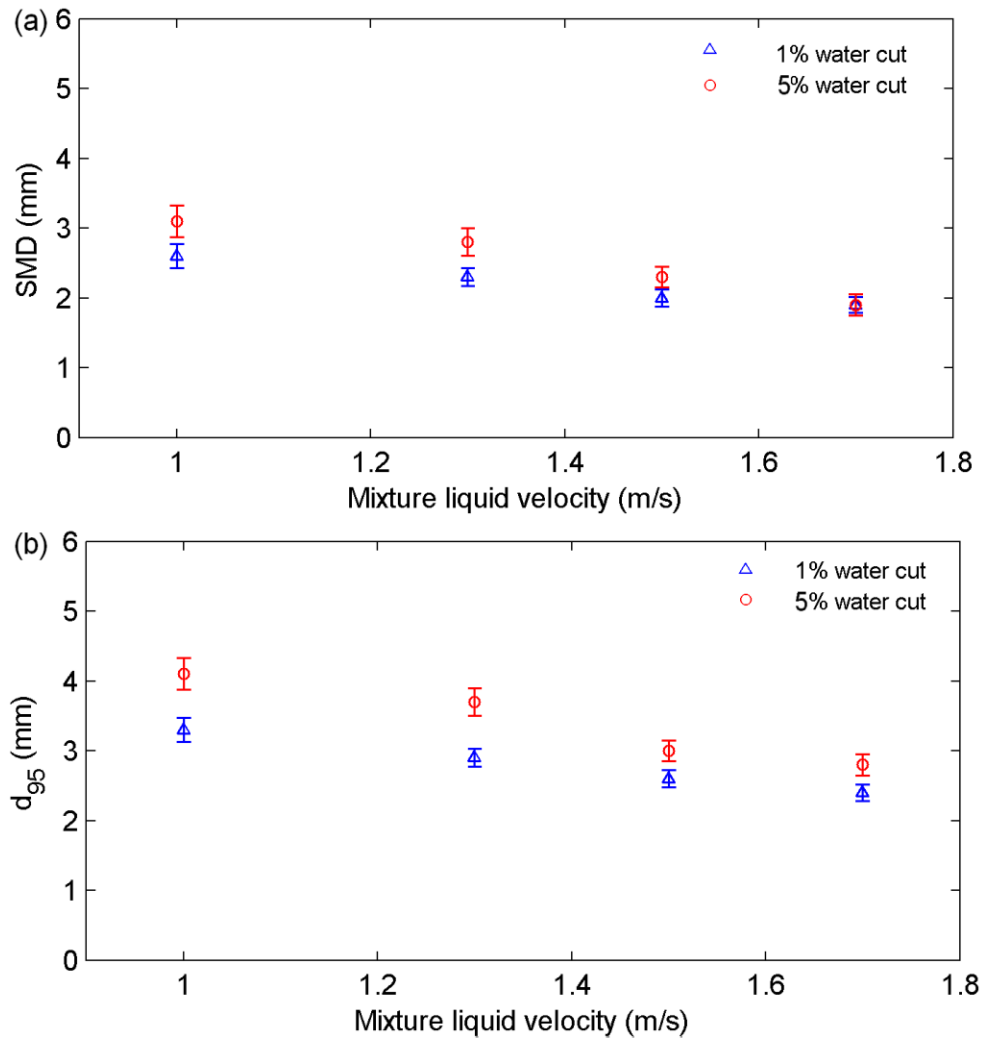 (a)
6
5
4
3
2
1
0
SMD (mm)
1% water cut
5% water cut
1 1.2 1.4 1.6 1.8
Mixture liquid velocity (m/s)
(b)
6
5
4
3
2
1
0
d95 (mm)
1% water cut
5% water cut
1 1.2 1.4 1.6 1.8
Mixture liquid velocity (m/s)